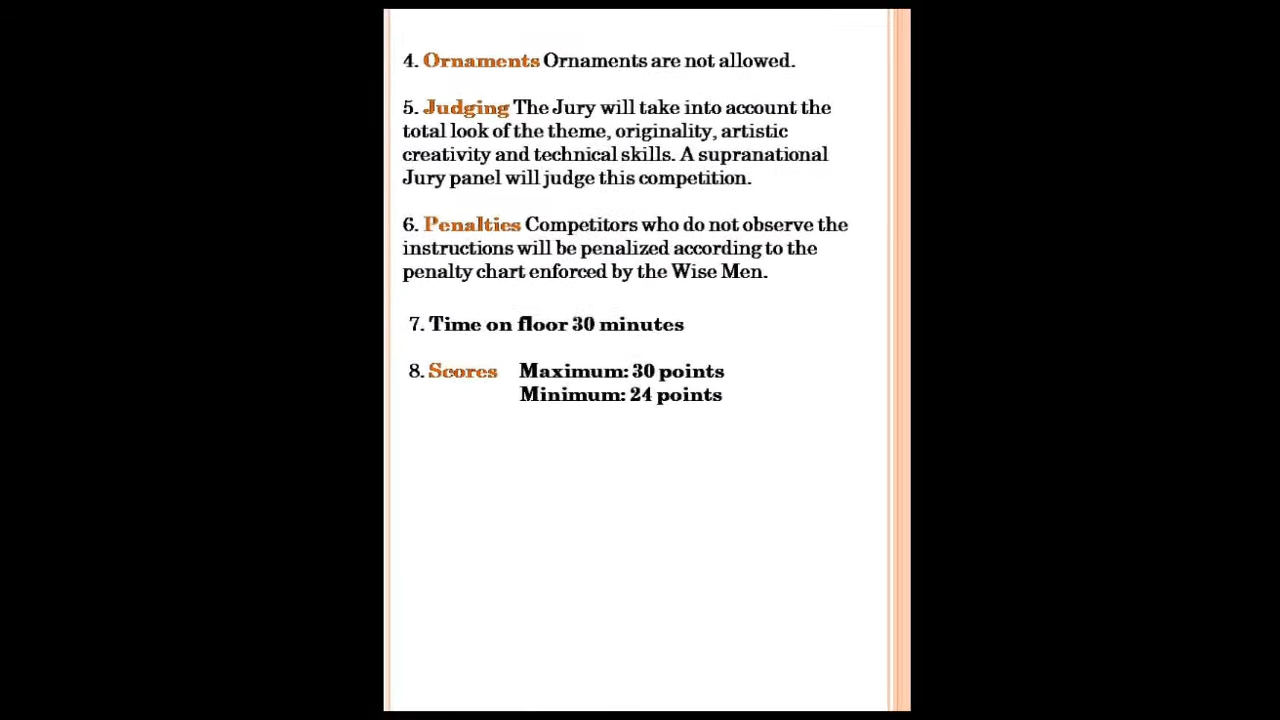 4. Ornaments Ornaments are not allowed.
5. Judging The Jury will take into account the
total look of the theme, originality, artistic
creativity and technical skills. A supranational
Jury panel will judge this competition.
6. Penalties Competitors who do not observe the
instructions will be penalized according to the
penalty chart enforced by the Wise Men.
7. Time on floor 30 minutes
8. Scores Maximum: 30 points
Minimum: 24 points